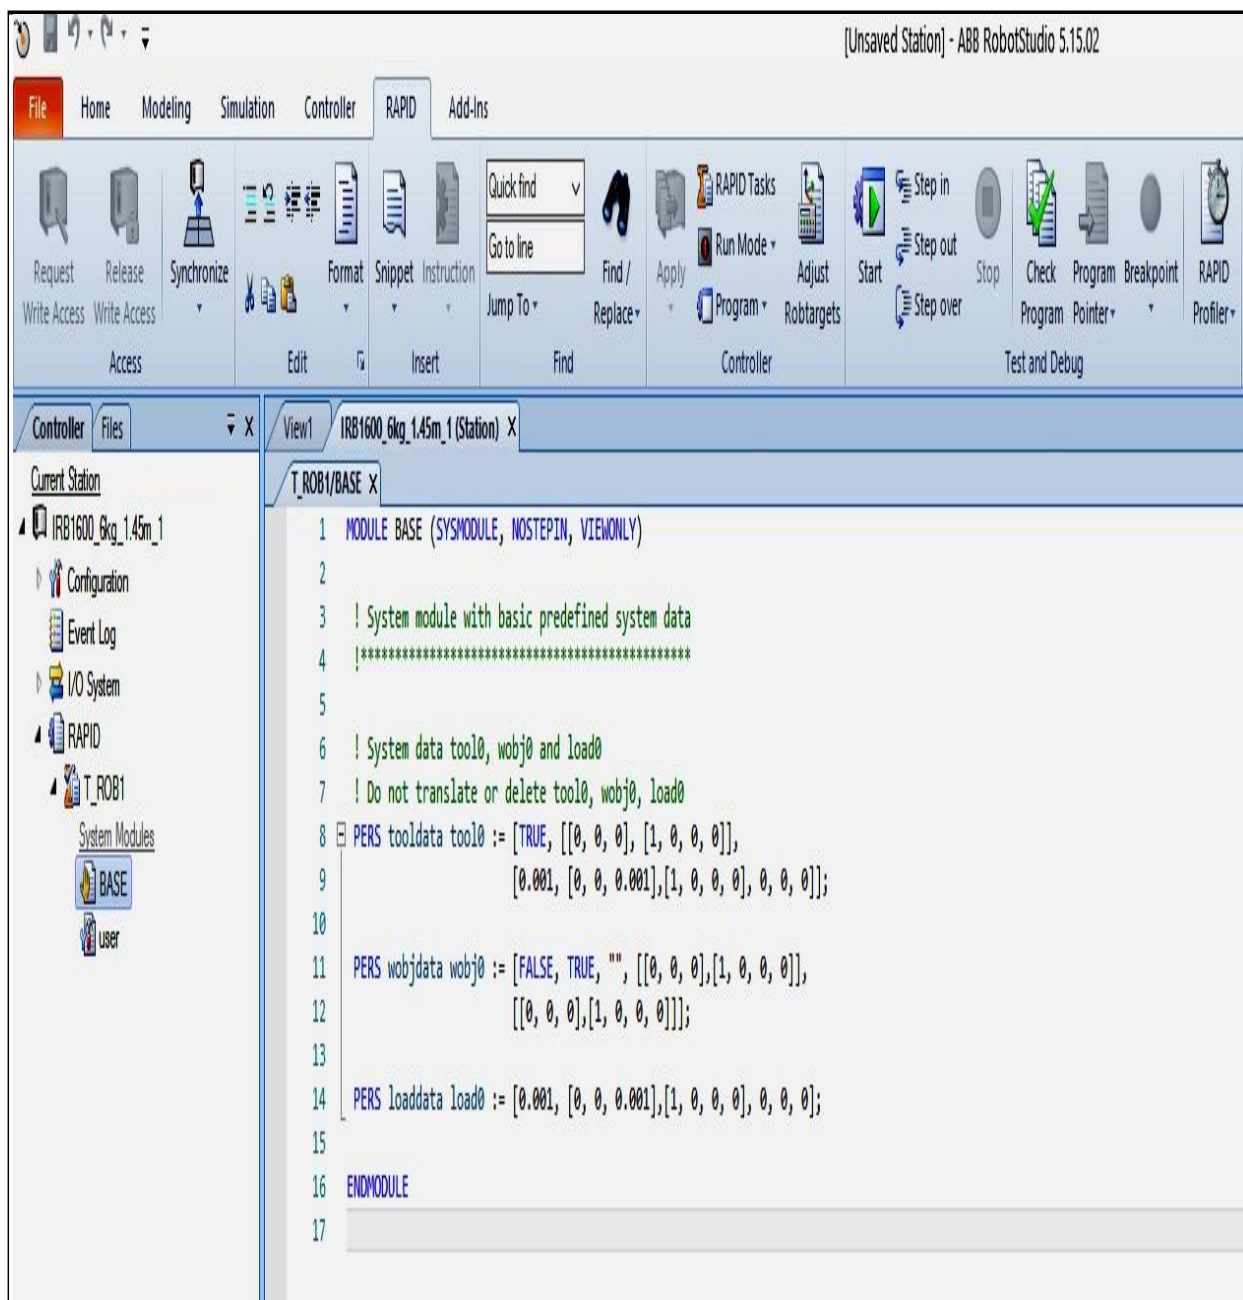 [Unsaved Station] - ABB RobotStudio 5.15.02
File Home Modeling Simulation Controller RAPID Add-Ins
Request Write Access
Release Write Access
Synchronize
Access
Format
Edit
Snippet
Instruction
Insert
Quick find
Go to line
Jump To
Find / Replace
Find
Apply
RAPID Tasks
Run Mode
Program
Adjust Robtargets
Controller
Start
Step in
Step out
Step over
Stop
Check Program
Program Pointer
Breakpoint
RAPID Profiler
Test and Debug
Controller Files X
Current Station
IRB1600_6kg_1.45m_1
Configuration
Event Log
I/O System
RAPID
T_ROB1
System Modules
BASE
user
View1 IRB1600_6kg_1.45m_1 (Station) X
T_ROB1/BASE X
1 MODULE BASE (SYSMODULE, NOSTEPIN, VIEWONLY)
2
3 ! System module with basic predefined system data
4 !************************************************
5
6 ! System data tool0, wobj0 and load0
7 ! Do not translate or delete tool0, wobj0, load0
8 PERS tooldata tool0 := [TRUE, [[0, 0, 0], [1, 0, 0, 0]],
9 [0.001, [0, 0, 0.001],[1, 0, 0, 0], 0, 0, 0]];
10
11 PERS wobjdata wobj0 := [FALSE, TRUE, "", [[0, 0, 0],[1, 0, 0, 0]],
12 [[0, 0, 0],[1, 0, 0, 0]]];
13
14 PERS loaddata load0 := [0.001, [0, 0, 0.001],[1, 0, 0, 0], 0, 0, 0];
15
16 ENDMODULE
17